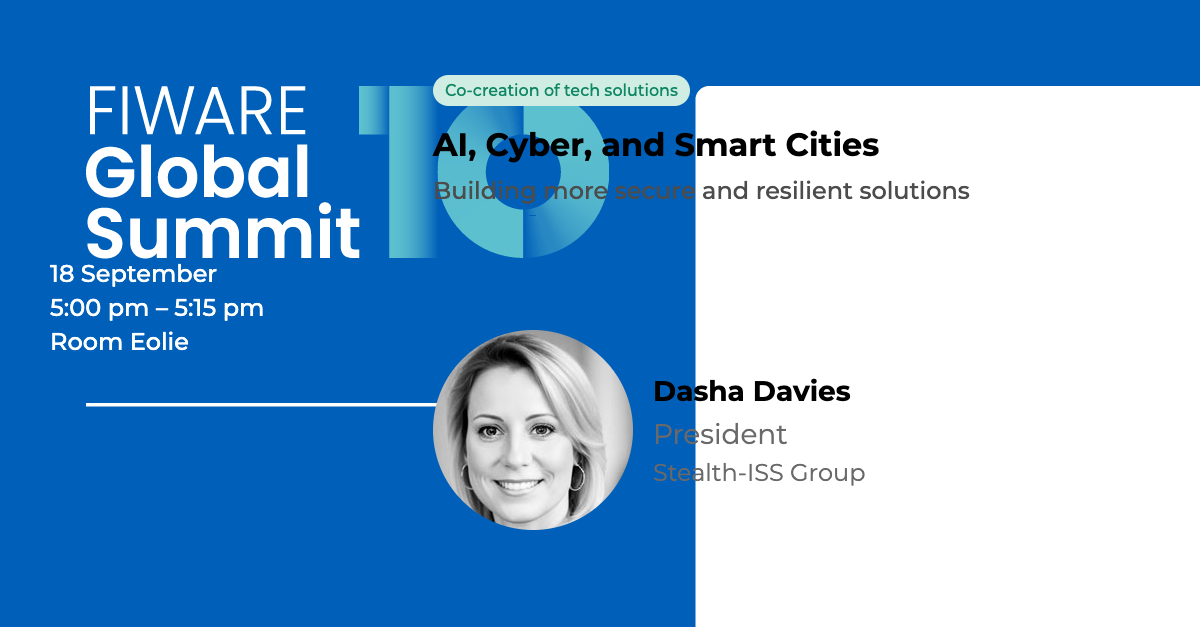 FIWARE
Global
Summit
10
18 September
5:00 pm – 5:15 pm
Room Eolie
Co-creation of tech solutions
AI, Cyber, and Smart Cities
Building more secure and resilient solutions
Dasha Davies
President
Stealth-ISS Group